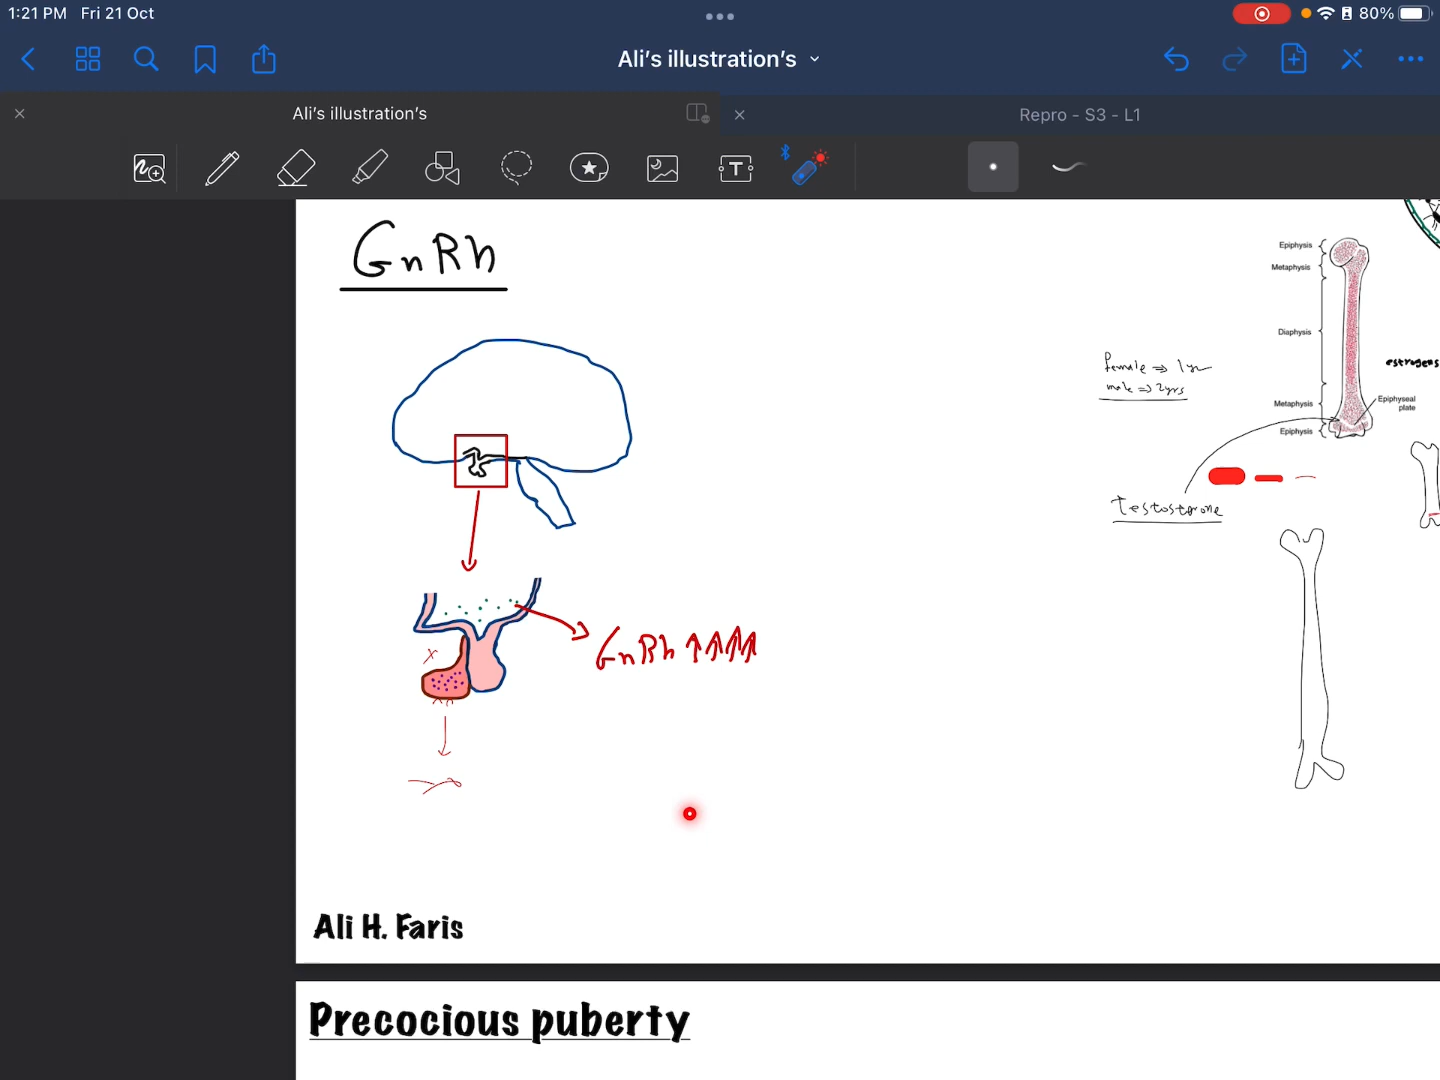 1:21 PM Fri 21 Oct
80%
Ali's illustration's
Ali's illustration's
Repro - S3 - L1
T
GnRh
Epiphysis
Metaphysis
Diaphysis
Metaphysis
Epiphysis
Epiphyseal
plate
estrogens
female ⇒ 1yr
male ⇒ 2yrs
testosterone
x
GnRh ↑↑↑↑
Ali H. Faris
Precocious puberty